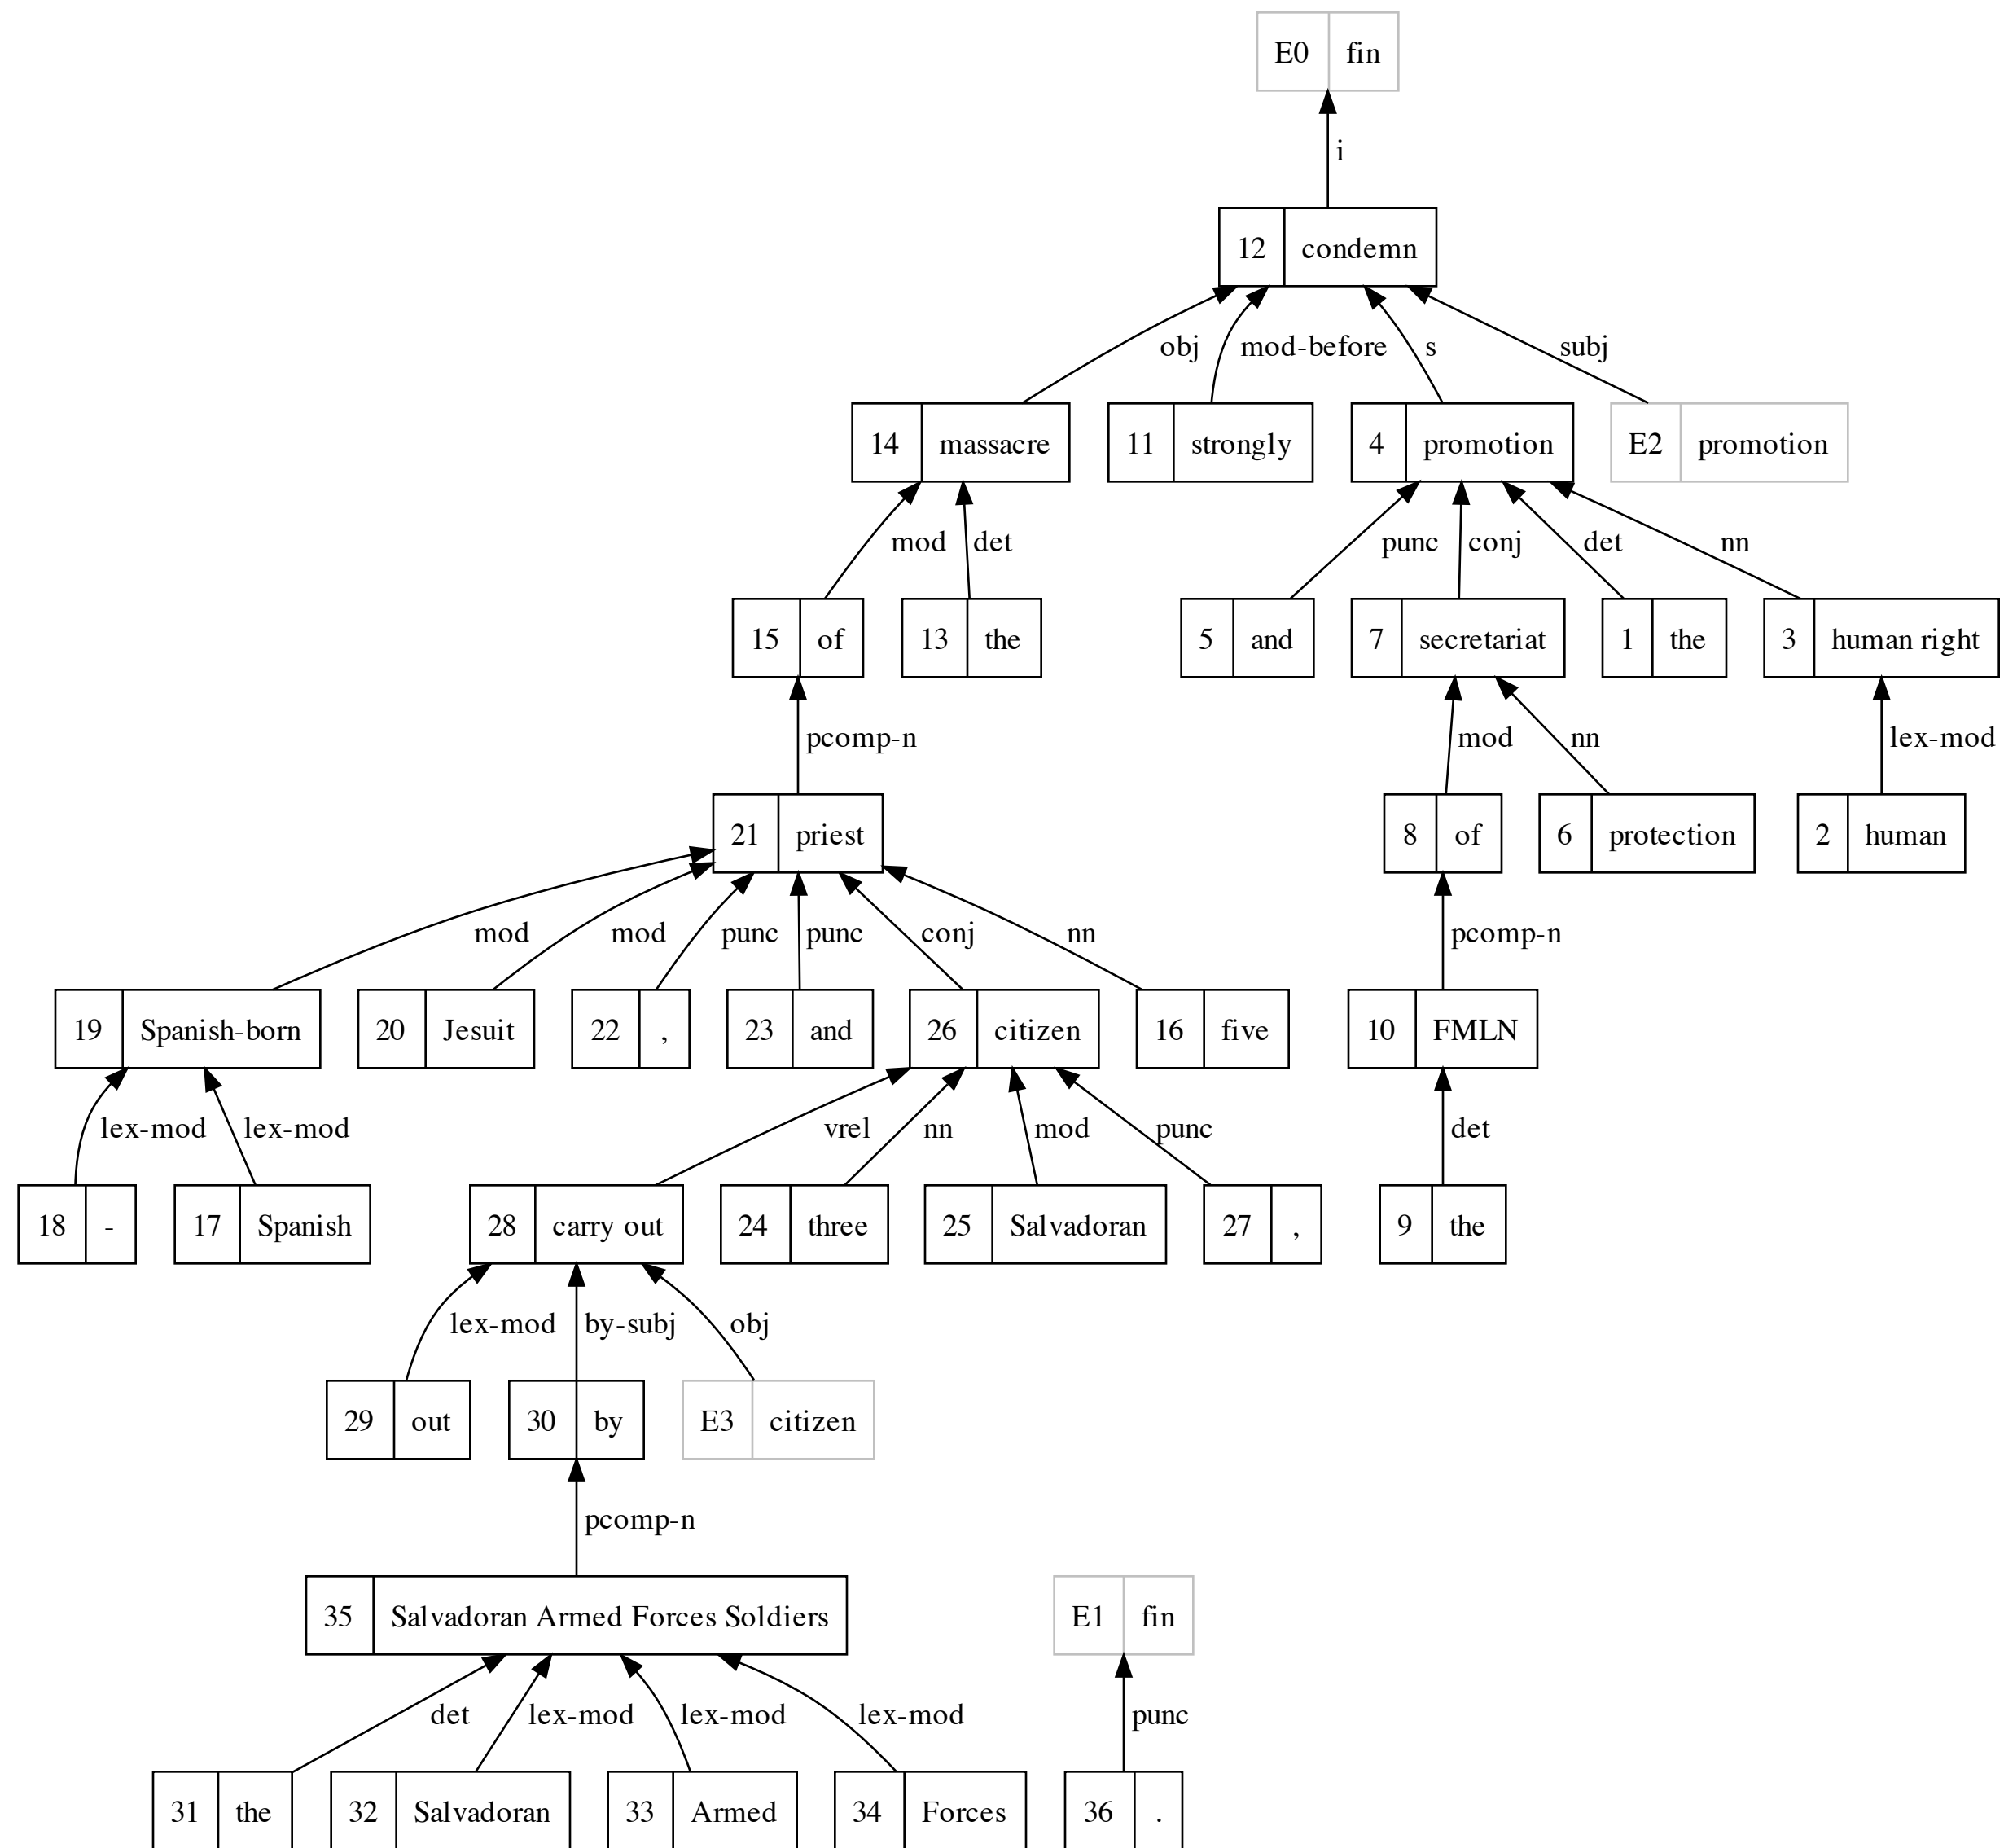 E0 fin
i
12 condemn
obj mod-before s subj
14 massacre 11 strongly 4 promotion E2 promotion
mod det punc conj det nn
15 of 13 the 5 and 7 secretariat 1 the 3 human right
pcomp-n mod nn lex-mod
21 priest 8 of 6 protection 2 human
mod mod punc punc conj nn pcomp-n
19 Spanish-born 20 Jesuit 22 , 23 and 26 citizen 16 five 10 FMLN
lex-mod lex-mod vrel nn mod punc det
18 - 17 Spanish 28 carry out 24 three 25 Salvadoran 27 , 9 the
lex-mod by-subj obj
29 out 30 by E3 citizen
pcomp-n
35 Salvadoran Armed Forces Soldiers E1 fin
det lex-mod lex-mod lex-mod punc
31 the 32 Salvadoran 33 Armed 34 Forces 36 .